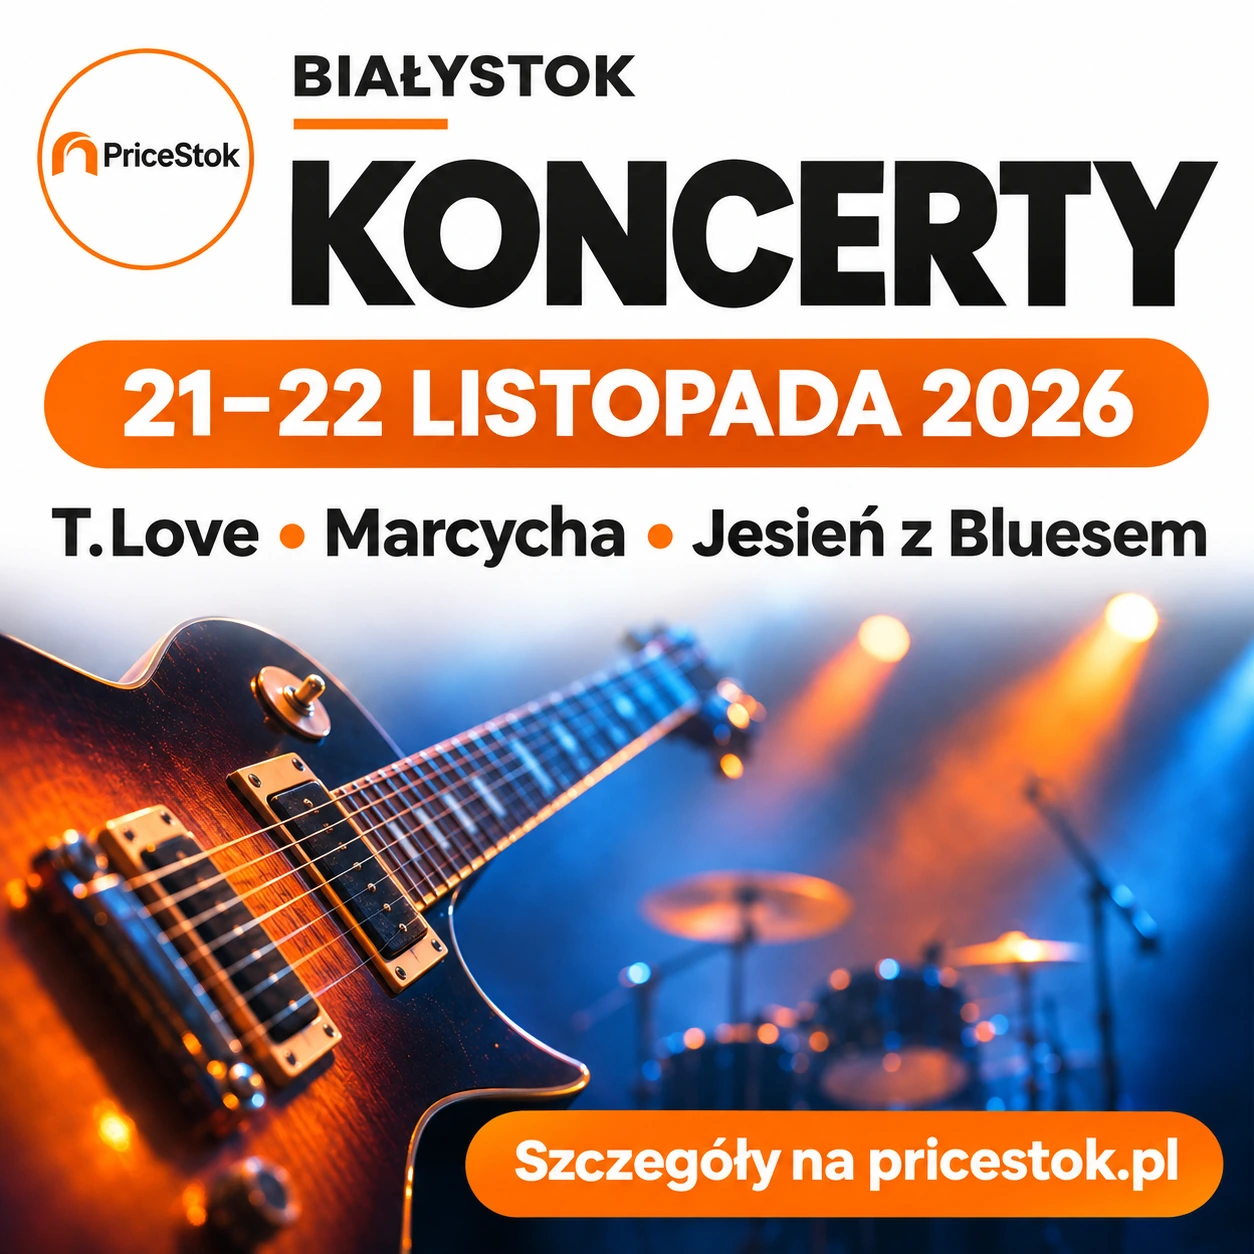 PriceStok
BIAŁYSTOK
KONCERTY
21–22 LISTOPADA 2026
T.Love • Marcycha • Jesień z Bluesem
Szczegóły na pricestok.pl